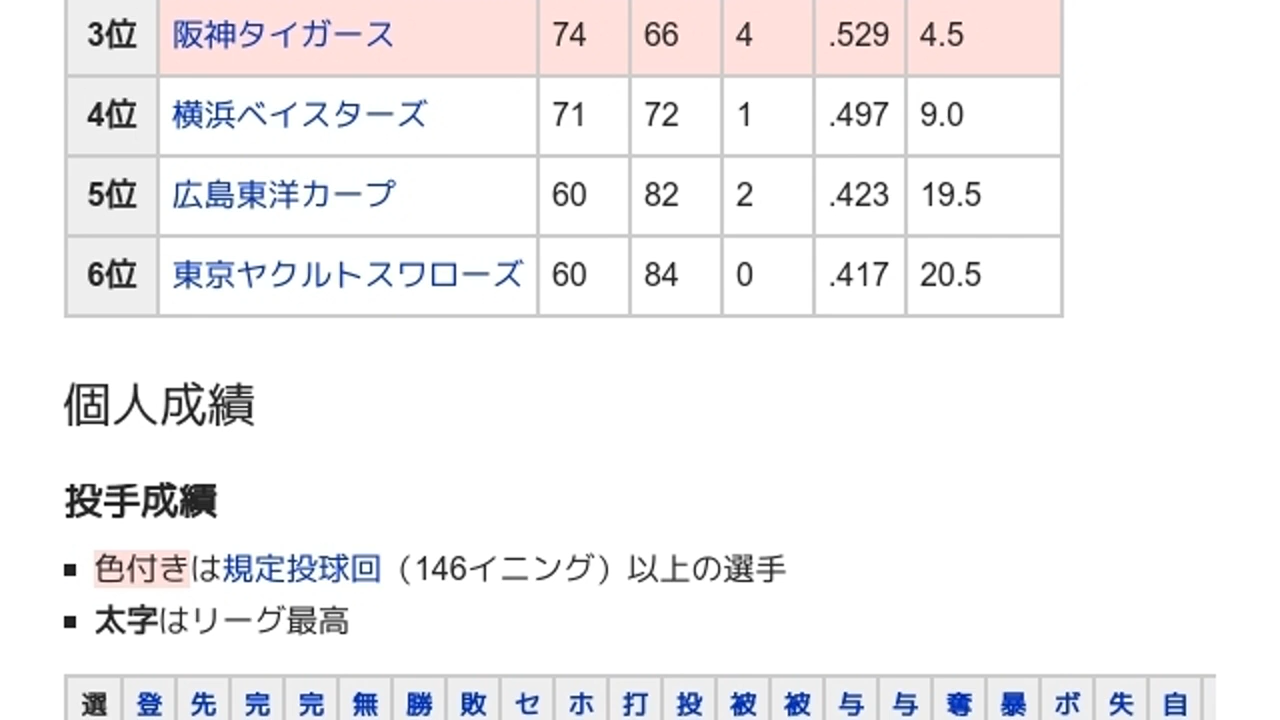 3位 阪神タイガース 74 66 4 .529 4.5
4位 横浜ベイスターズ 71 72 1 .497 9.0
5位 広島東洋カープ 60 82 2 .423 19.5
6位 東京ヤクルトスワローズ 60 84 0 .417 20.5
個人成績
投手成績
▪ 色付きは規定投球回（146イニング）以上の選手
▪ 太字はリーグ最高
選 登 先 完 完 無 勝 敗 セ ホ 打 投 被 被 与 与 奪 暴 ボ 失 自